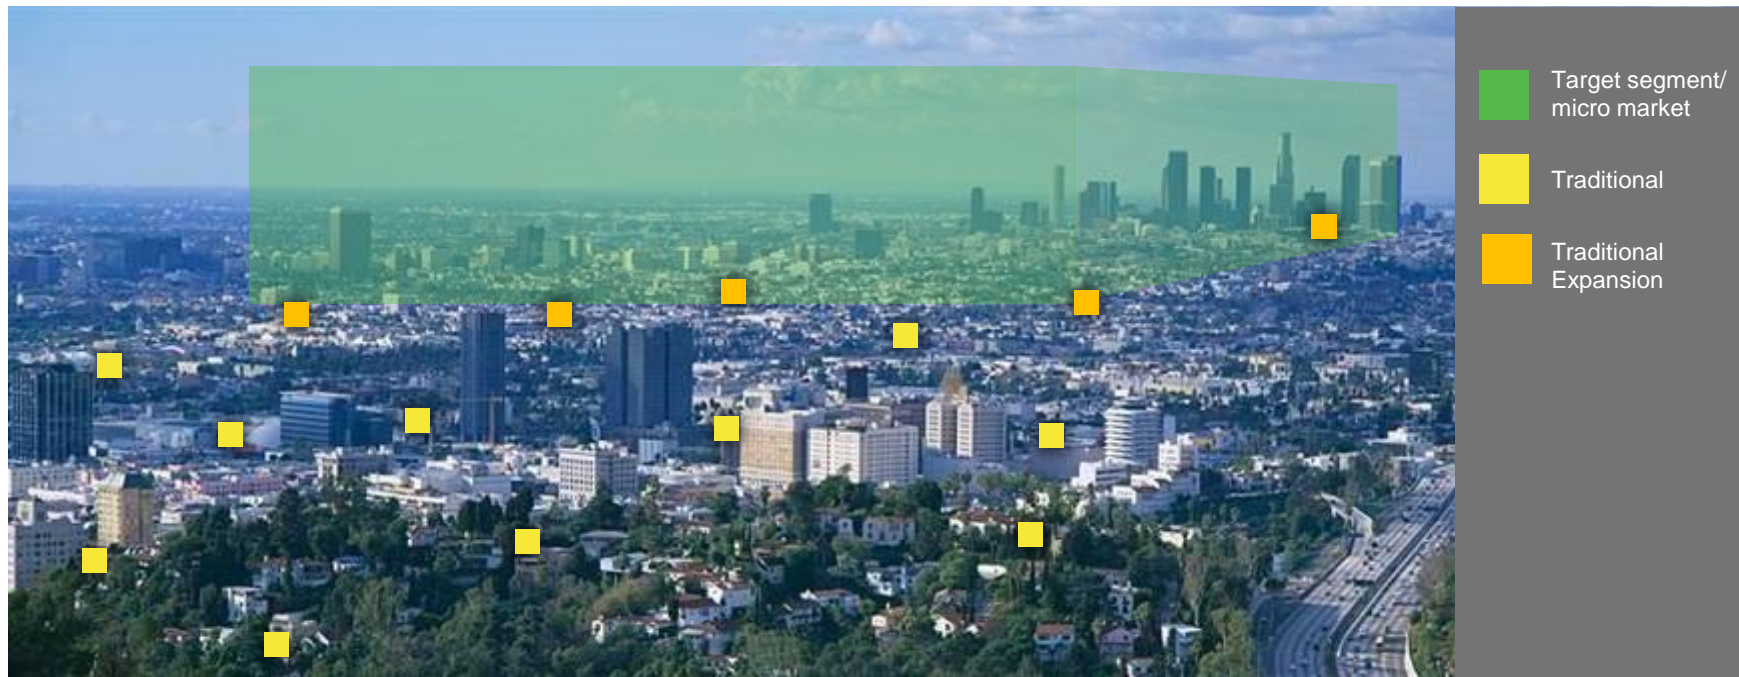 Target segment/
micro market
Traditional
Traditional
Expansion